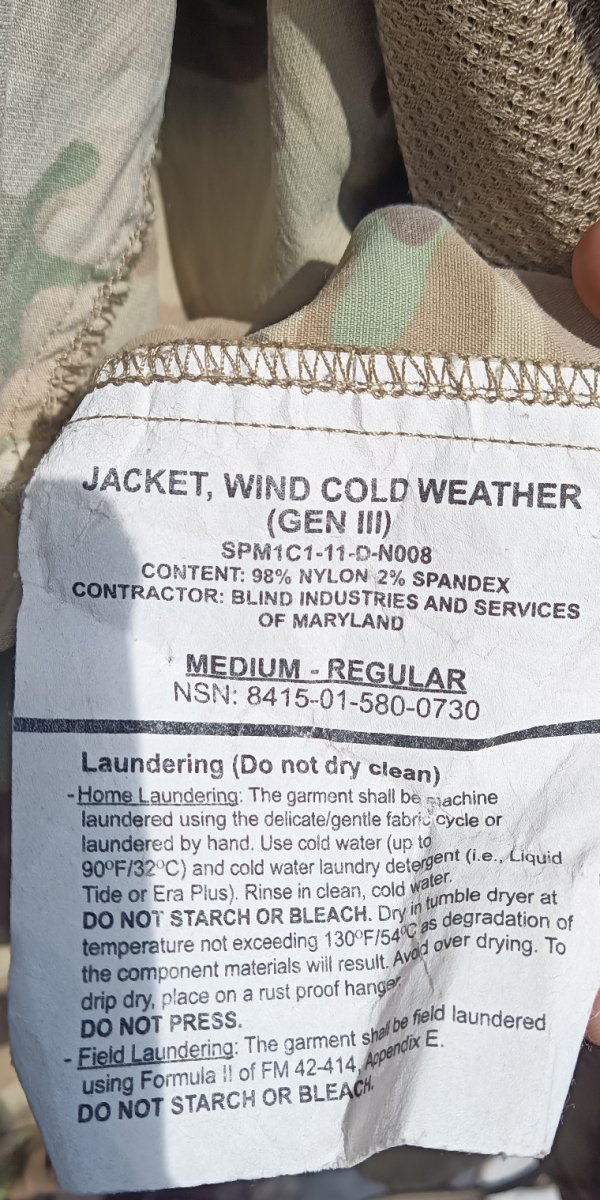 JACKET, WIND COLD WEATHER
(GEN III)
SPM1C1-11-D-N008
CONTENT: 98% NYLON 2% SPANDEX
CONTRACTOR: BLIND INDUSTRIES AND SERVICES
OF MARYLAND
MEDIUM - REGULAR
NSN: 8415-01-580-0730
Laundering (Do not dry clean)
- Home Laundering: The garment shall be machine
laundered using the delicate/gentle fabric cycle or
laundered by hand. Use cold water (up to
90ºF/32ºC) and cold water laundry detergent (i.e., Liquid
Tide or Era Plus). Rinse in clean, cold water.
DO NOT STARCH OR BLEACH. Dry in tumble dryer at
temperature not exceeding 130ºF/54ºC as degradation of
the component materials will result. Avoid over drying. To
drip dry, place on a rust proof hanger.
DO NOT PRESS.
- Field Laundering: The garment shall be field laundered
using Formula II of FM 42-414, Appendix E.
DO NOT STARCH OR BLEACH.